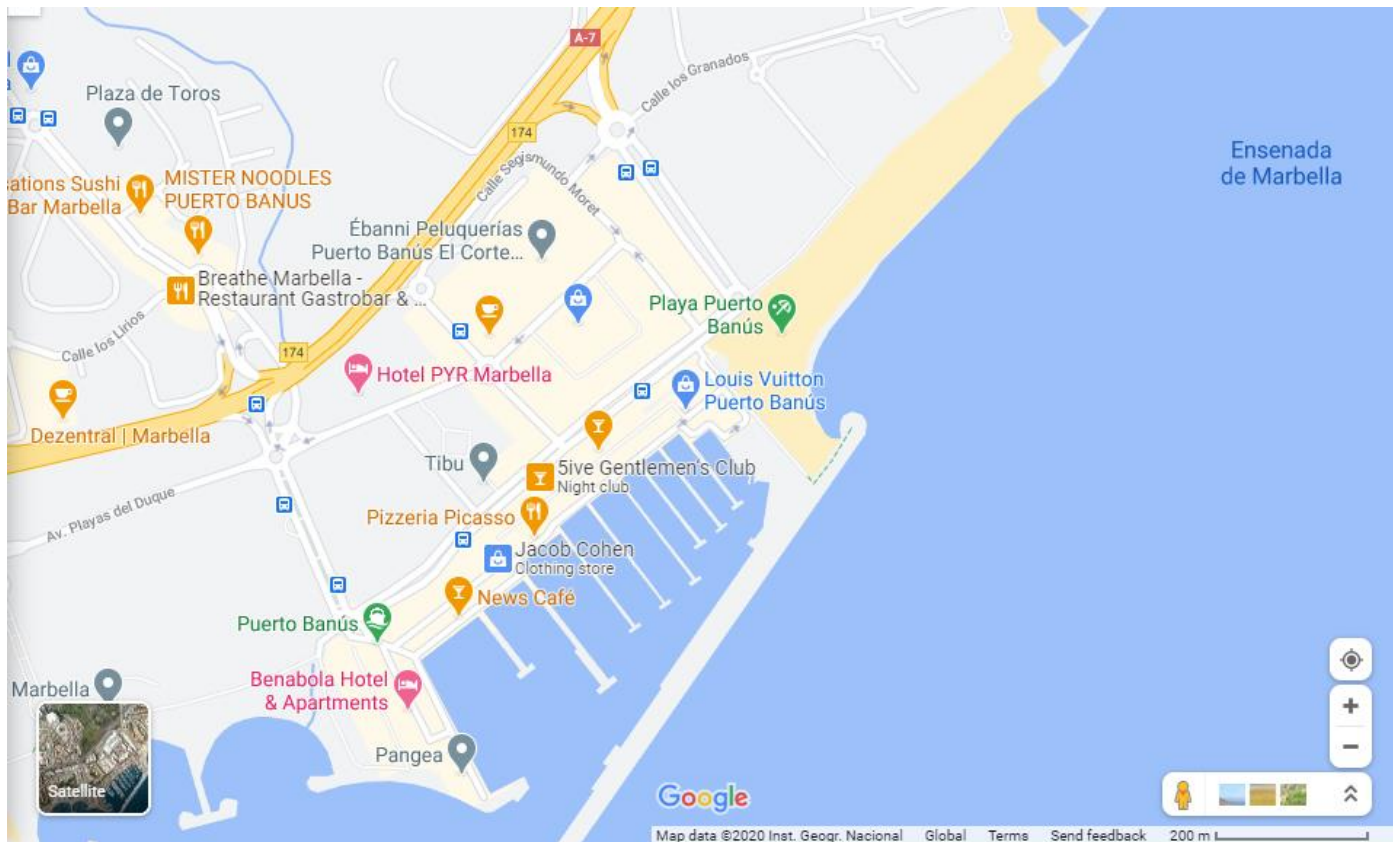 A-7
Calle los Granados
Plaza de Toros
174
Ensenada
de Marbella
Calle Segismundo Moret
ations Sushi
Bar Marbella
MISTER NOODLES
PUERTO BANUS
Ébanni Peluquerías
Puerto Banús El Corte...
Breathe Marbella -
Restaurant Gastrobar & ...
Playa Puerto
Banús
Calle los Lirios
174
Hotel PYR Marbella
Louis Vuitton
Puerto Banús
Dezentral | Marbella
Tibu
5ive Gentlemen's Club
Night club
Av. Playas del Duque
Pizzeria Picasso
Jacob Cohen
Clothing store
News Café
Puerto Banús
Marbella
Benabola Hotel
& Apartments
Pangea
Satellite
Google
Map data ©2020 Inst. Geogr. Nacional Global Terms Send feedback 200 m